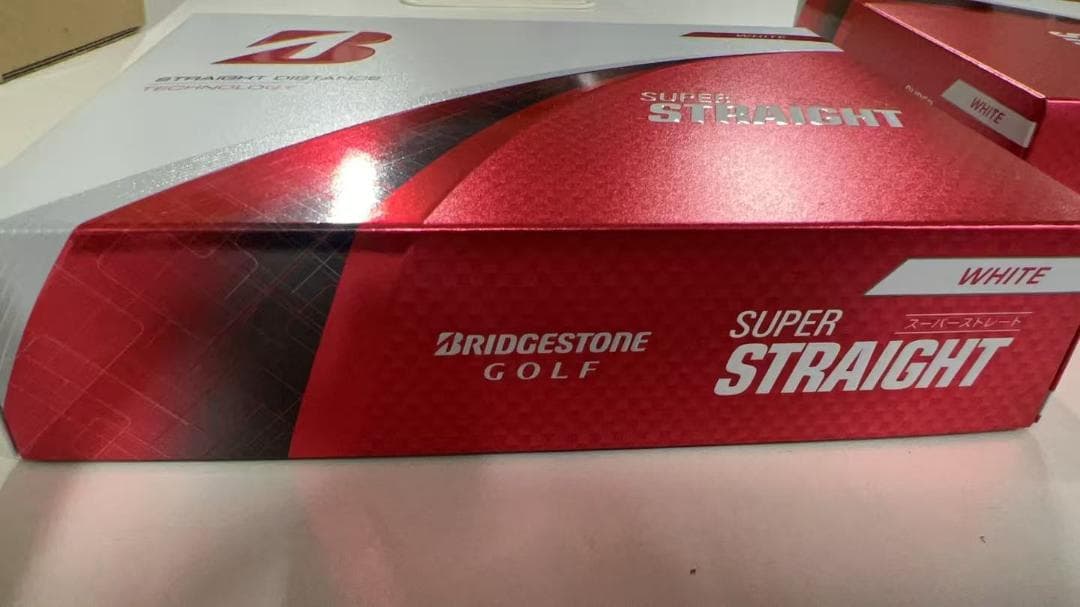 B
STRAIGHT DISTANCE
TECHNOLOGY
WHITE
SUPER
STRAIGHT
WHITE
BRIDGESTONE
GOLF
SUPER
スーパーストレート
STRAIGHT
WHITE